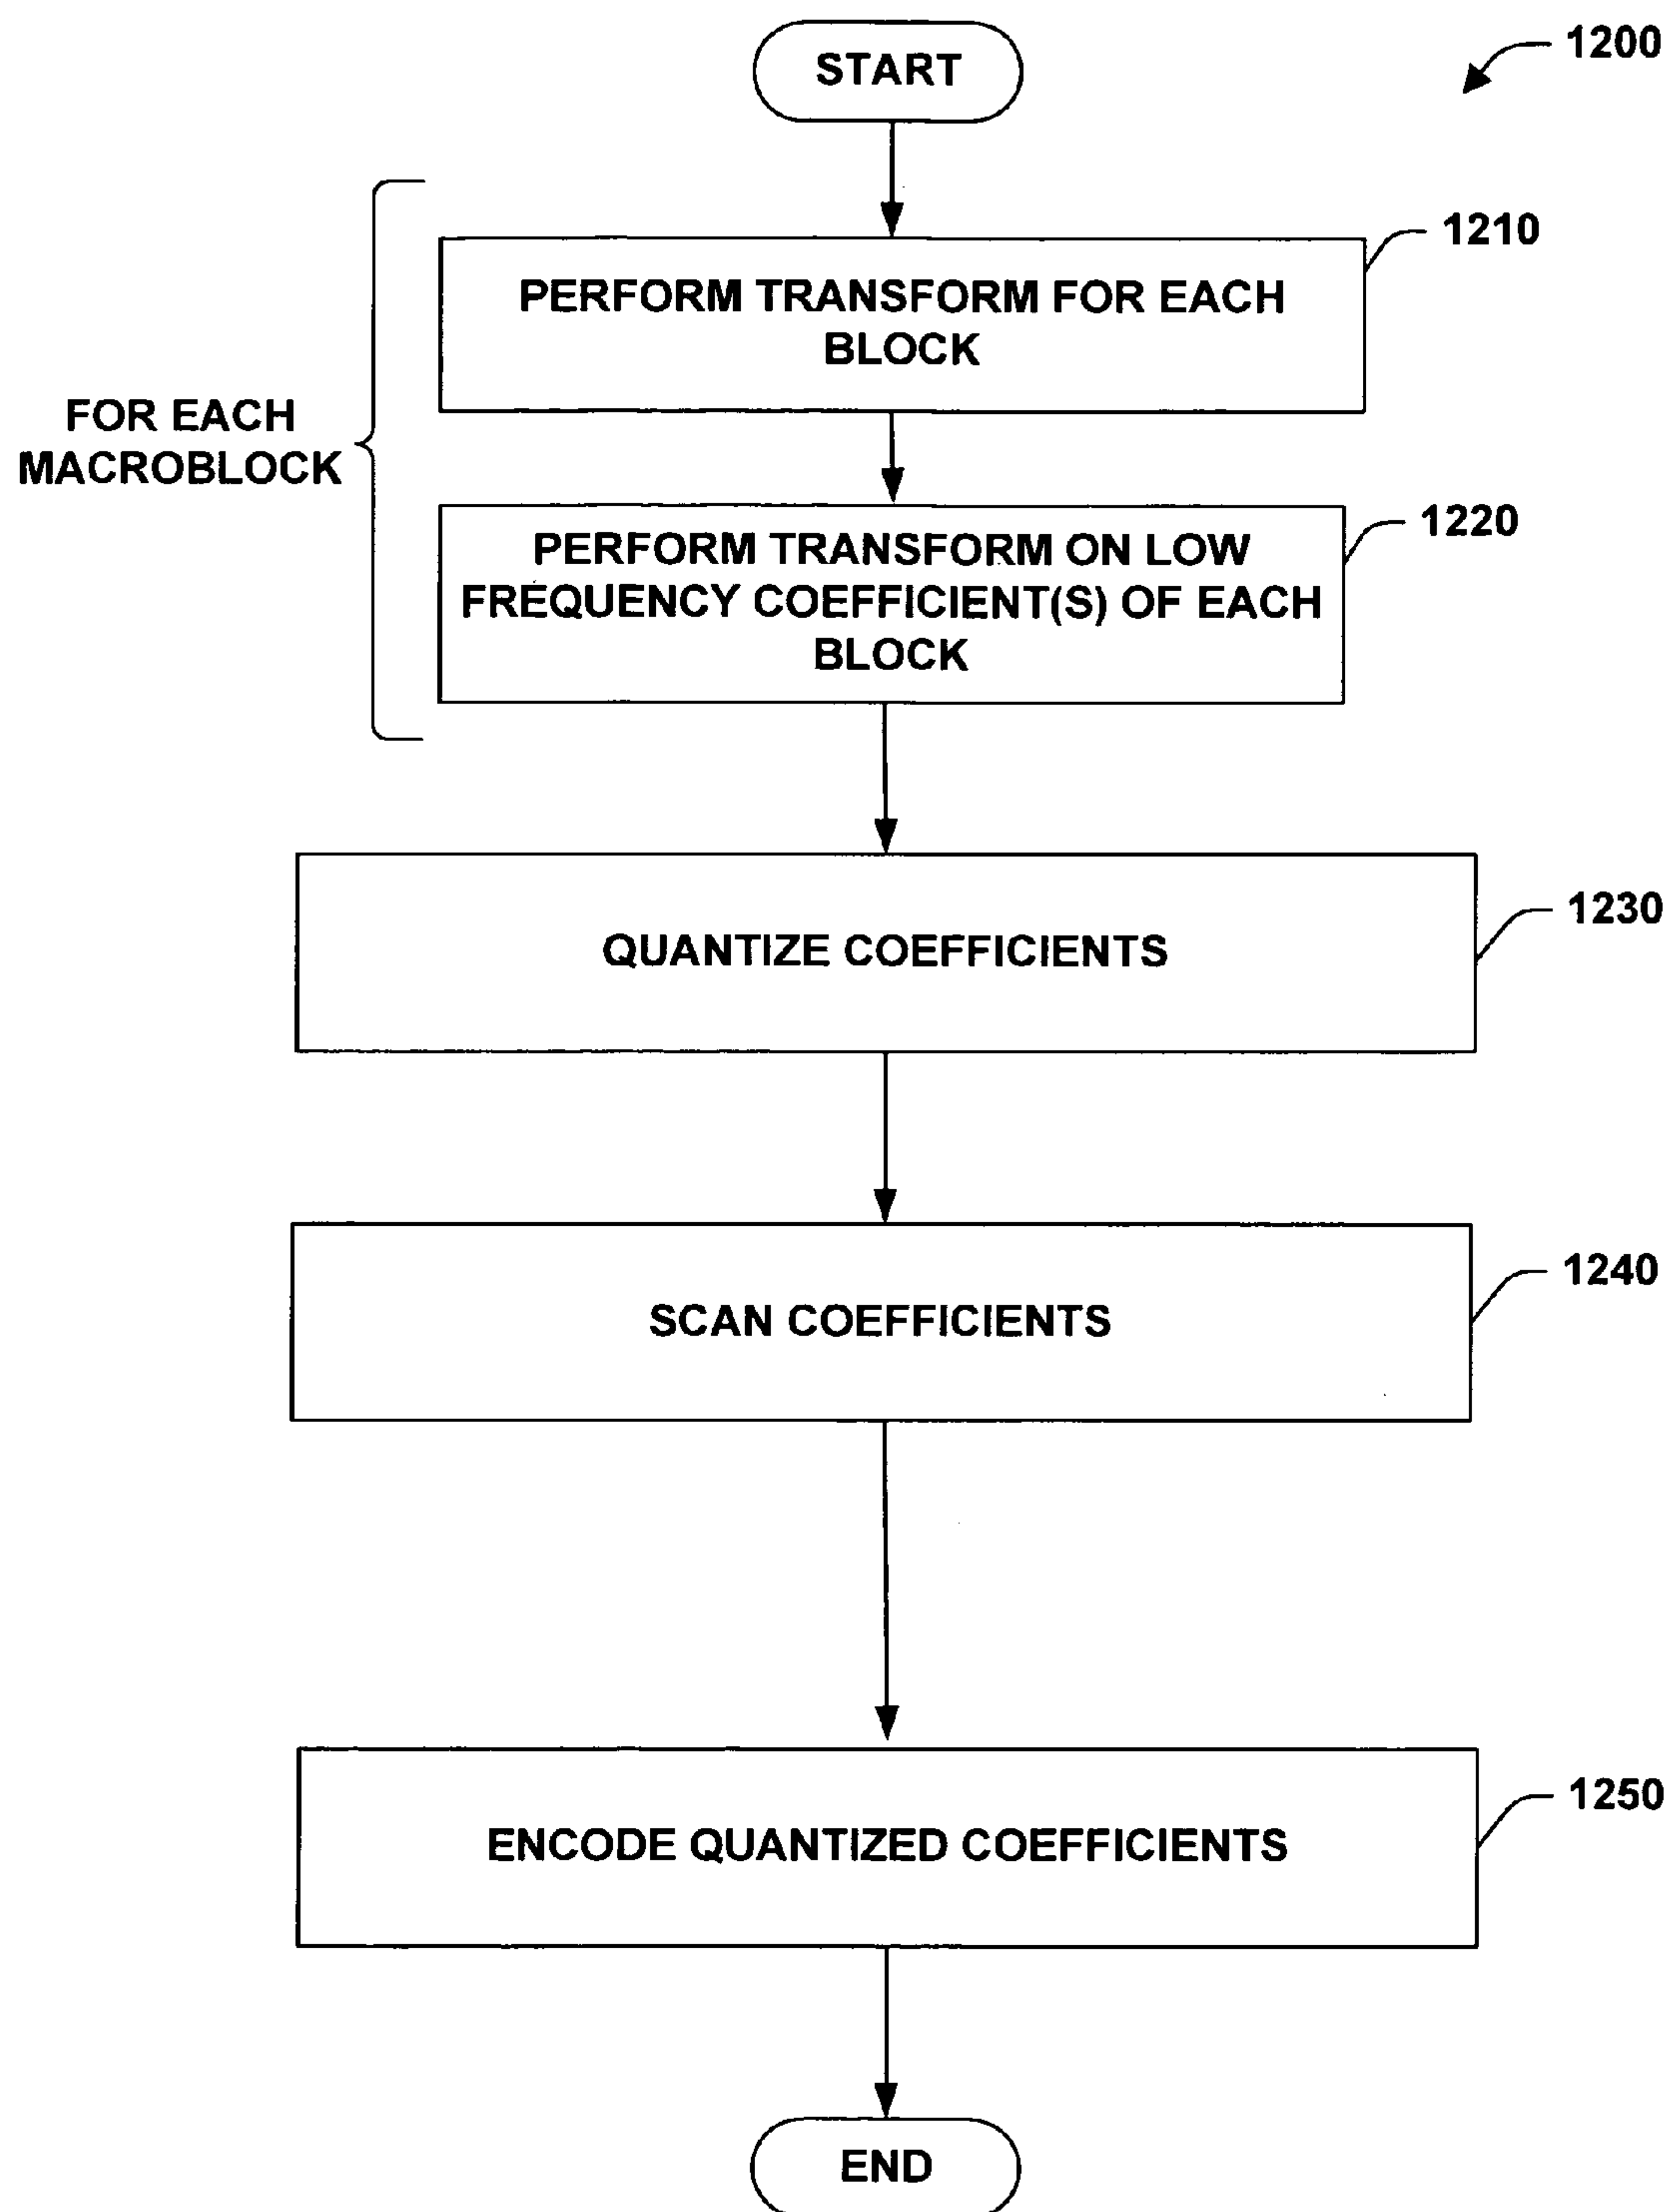 START
1200
1210
PERFORM TRANSFORM FOR EACH
BLOCK
FOR EACH
MACROBLOCK
1220
PERFORM TRANSFORM ON LOW
FREQUENCY COEFFICIENT(S) OF EACH
BLOCK
1230
QUANTIZE COEFFICIENTS
1240
SCAN COEFFICIENTS
1250
ENCODE QUANTIZED COEFFICIENTS
END